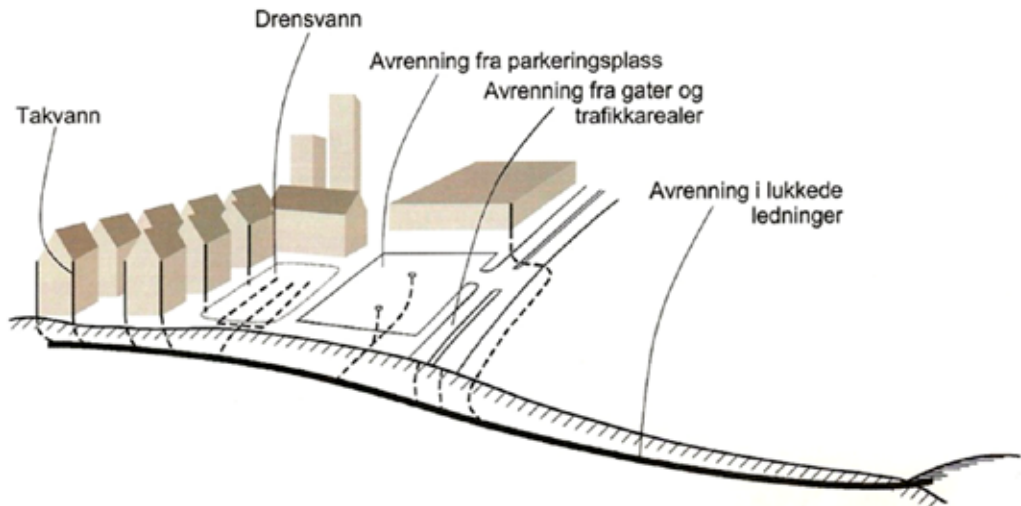 Drensvann
Avrenning fra parkeringsplass
Avrenning fra gater og
trafikkarealer
Takvann
Avrenning i lukkede
ledninger